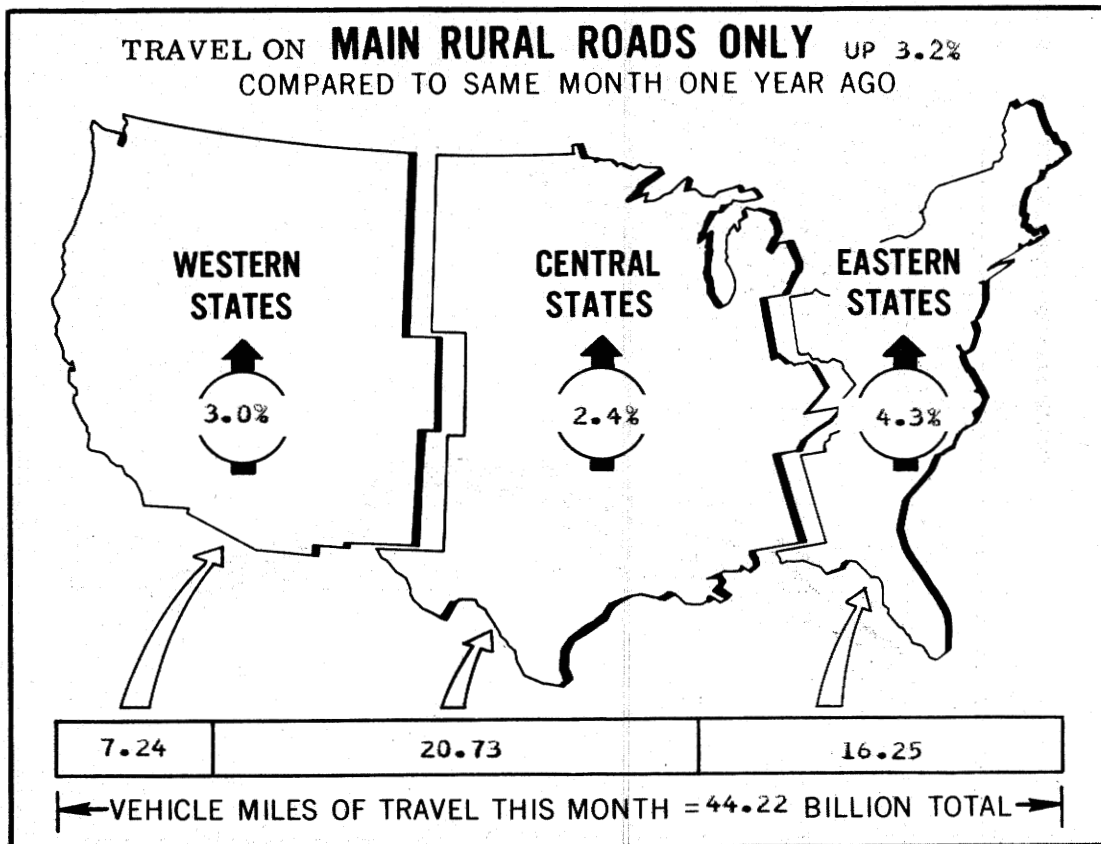 TRAVEL ON MAIN RURAL ROADS ONLY UP 3.2%
COMPARED TO SAME MONTH ONE YEAR AGO
WESTERN
STATES
3.0%
CENTRAL
STATES
2.4%
EASTERN
STATES
4.3%
7.24 20.73 16.25
VEHICLE MILES OF TRAVEL THIS MONTH = 44.22 BILLION TOTAL